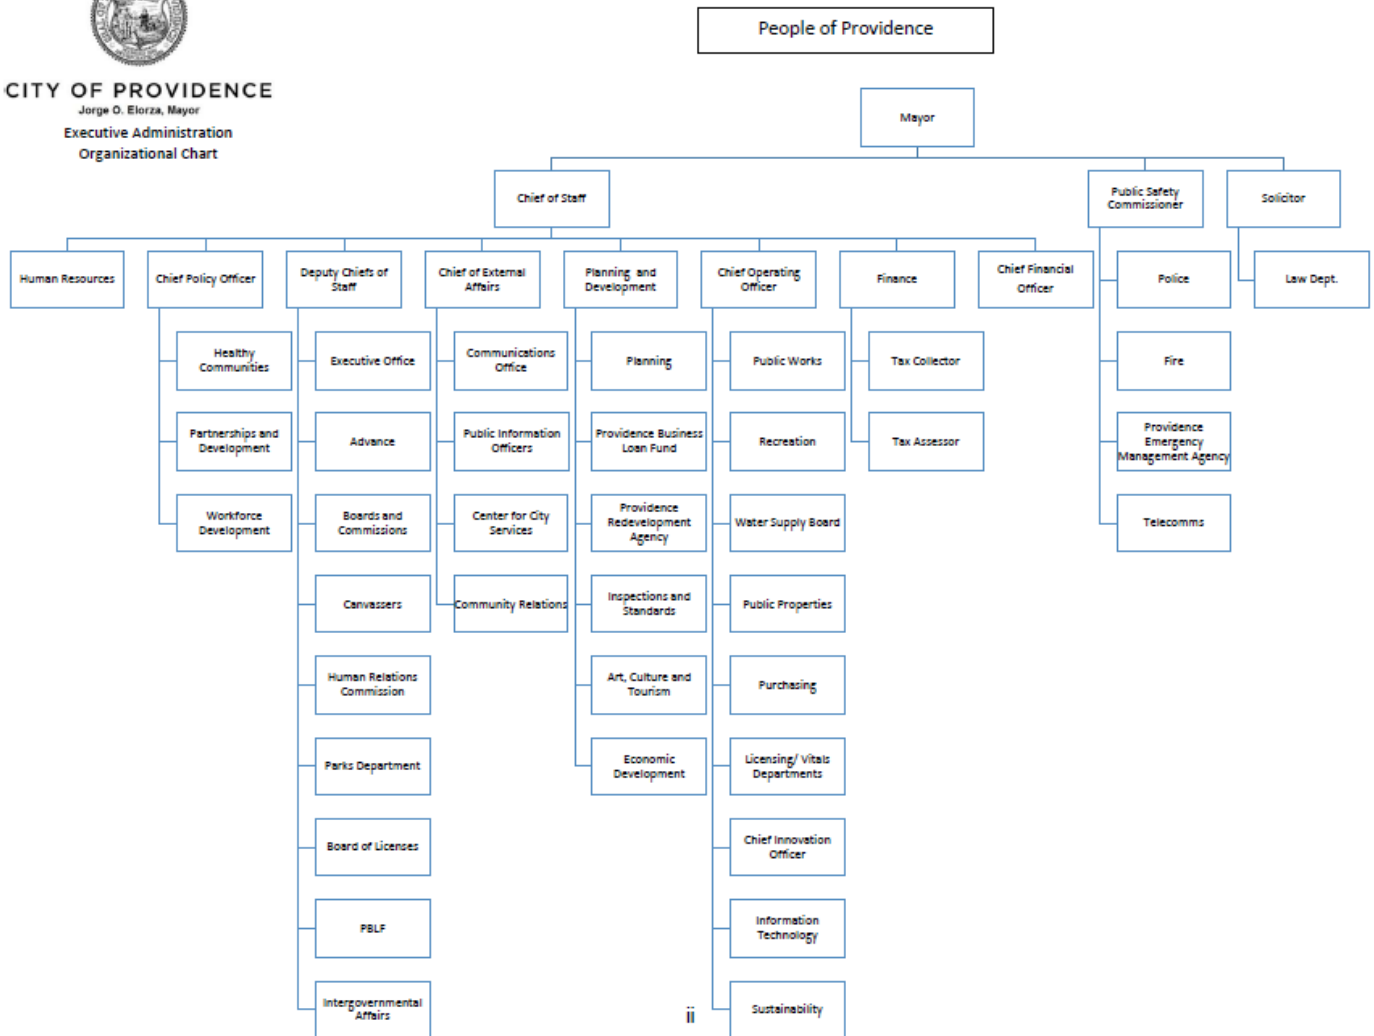 People of Providence
CITY OF PROVIDENCE
Jorge O. Elorza, Mayor
Executive Administration
Organizational Chart
Mayor
Chief of Staff
Public Safety
Commissioner
Solicitor
Human Resources
Chief Policy Officer
Deputy Chiefs of
Staff
Chief of External
Affairs
Planning and
Development
Chief Operating
Officer
Finance
Chief Financial
Officer
Police
Law Dept.
Healthy
Communities
Executive Office
Communications
Office
Planning
Public Works
Tax Collector
Fire
Partnerships and
Development
Advance
Public Information
Officers
Providence Business
Loan Fund
Recreation
Tax Assessor
Providence
Emergency
Management Agency
Workforce
Development
Boards and
Commissions
Center for City
Services
Providence
Redevelopment
Agency
Water Supply Board
Telecomms
Canvassers
Community Relations
Inspections and
Standards
Public Properties
Human Relations
Commission
Art, Culture and
Tourism
Purchasing
Parks Department
Economic
Development
Licensing/ Vitals
Departments
Board of Licenses
Chief Innovation
Officer
PBLF
Information
Technology
Intergovernmental
Affairs
Sustainability
ii